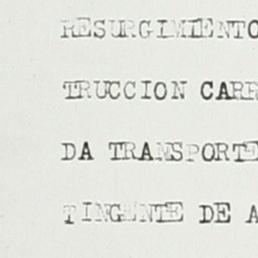 RESURGIMIENTO
TRUCCION CARR
DA TRANSPORTE
TINGENTE DE A